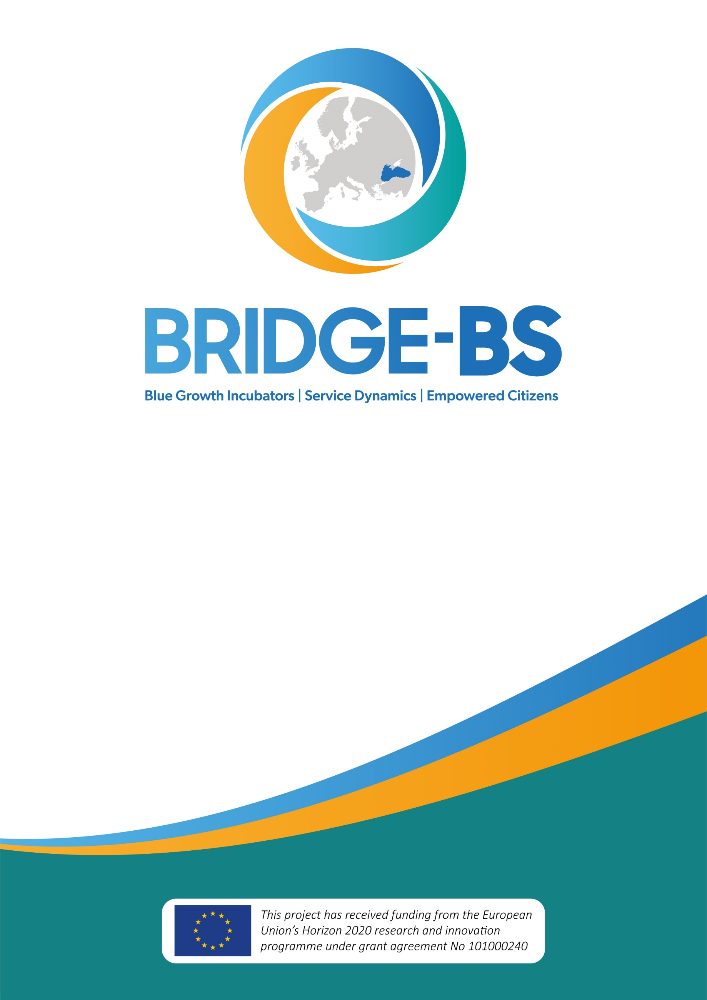 BRIDGE-BS
Blue Growth Incubators | Service Dynamics | Empowered Citizens
This project has received funding from the European
Union’s Horizon 2020 research and innovation
programme under grant agreement No 101000240